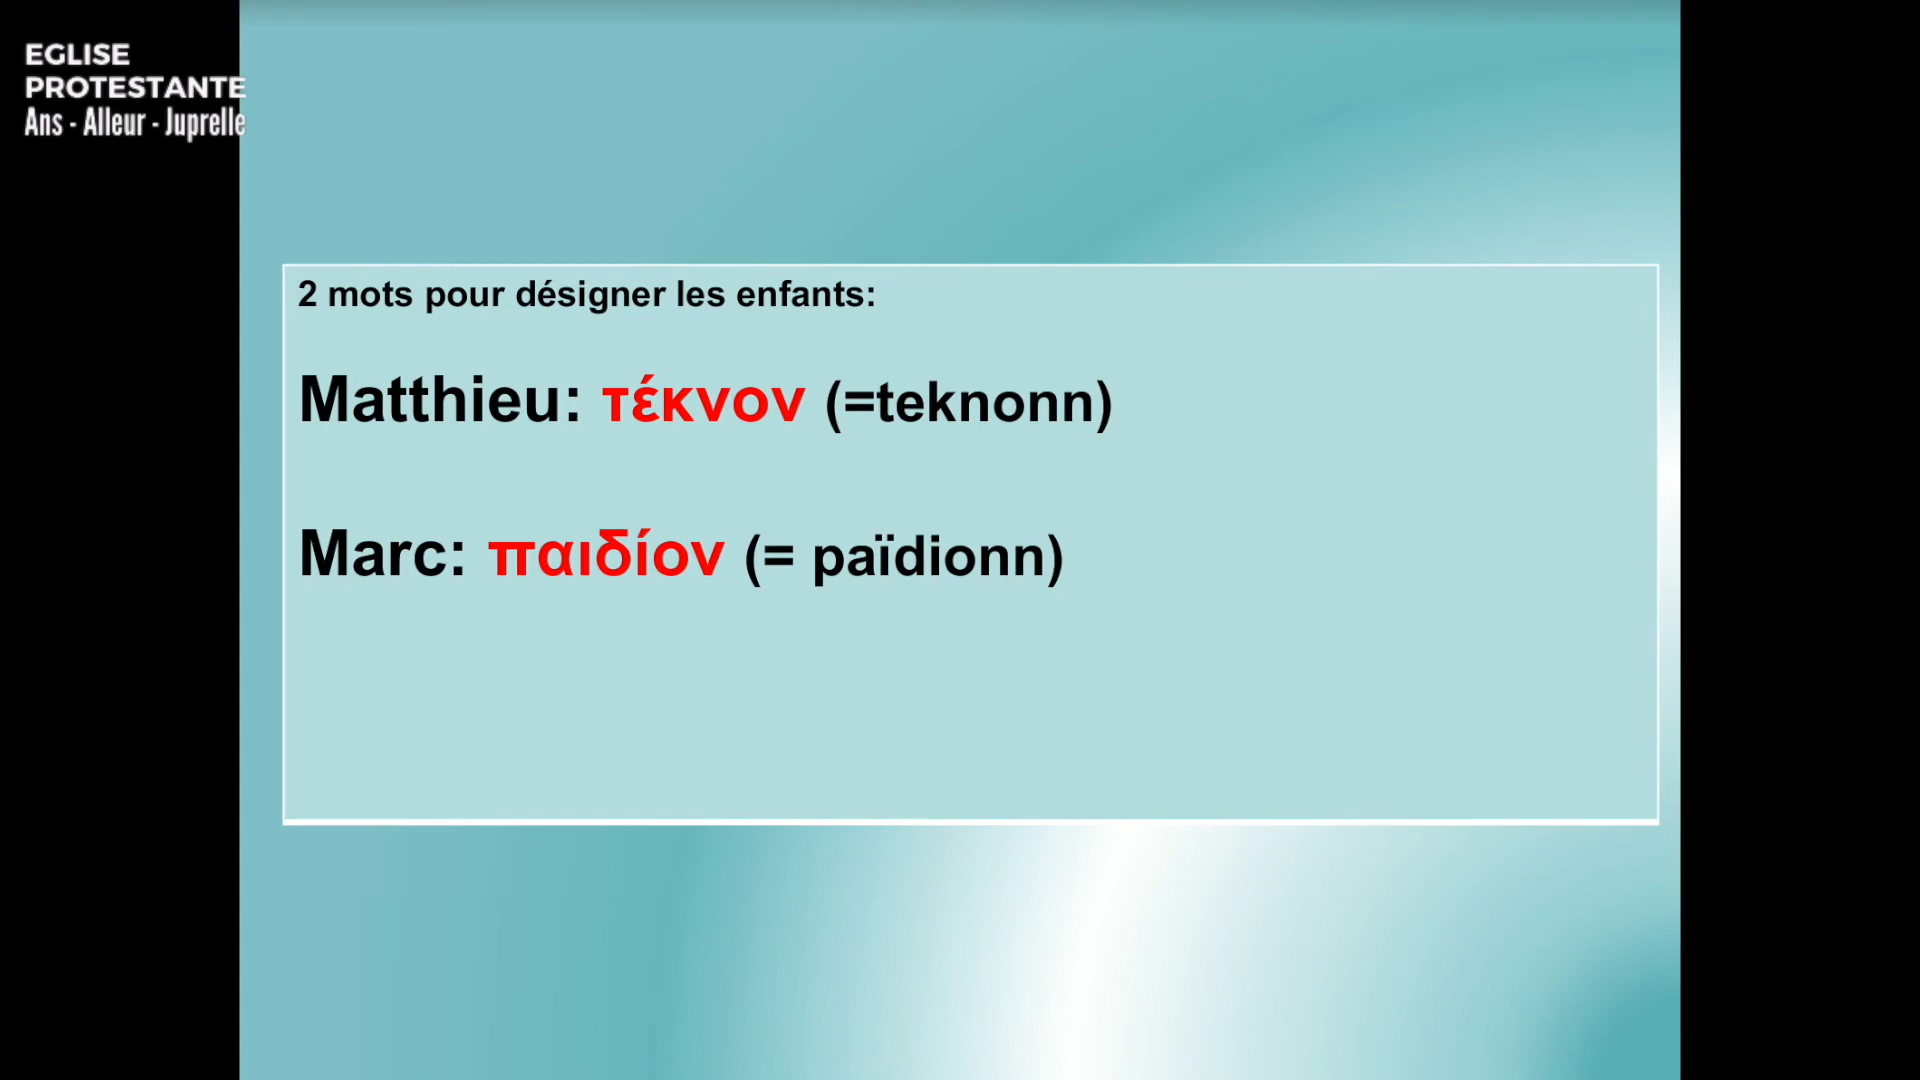 EGLISE
PROTESTANTE
Ans - Alleur - Juprelle
2 mots pour désigner les enfants:
Matthieu: τέκνον (=teknonn)
Marc: παιδίον (= païdionn)